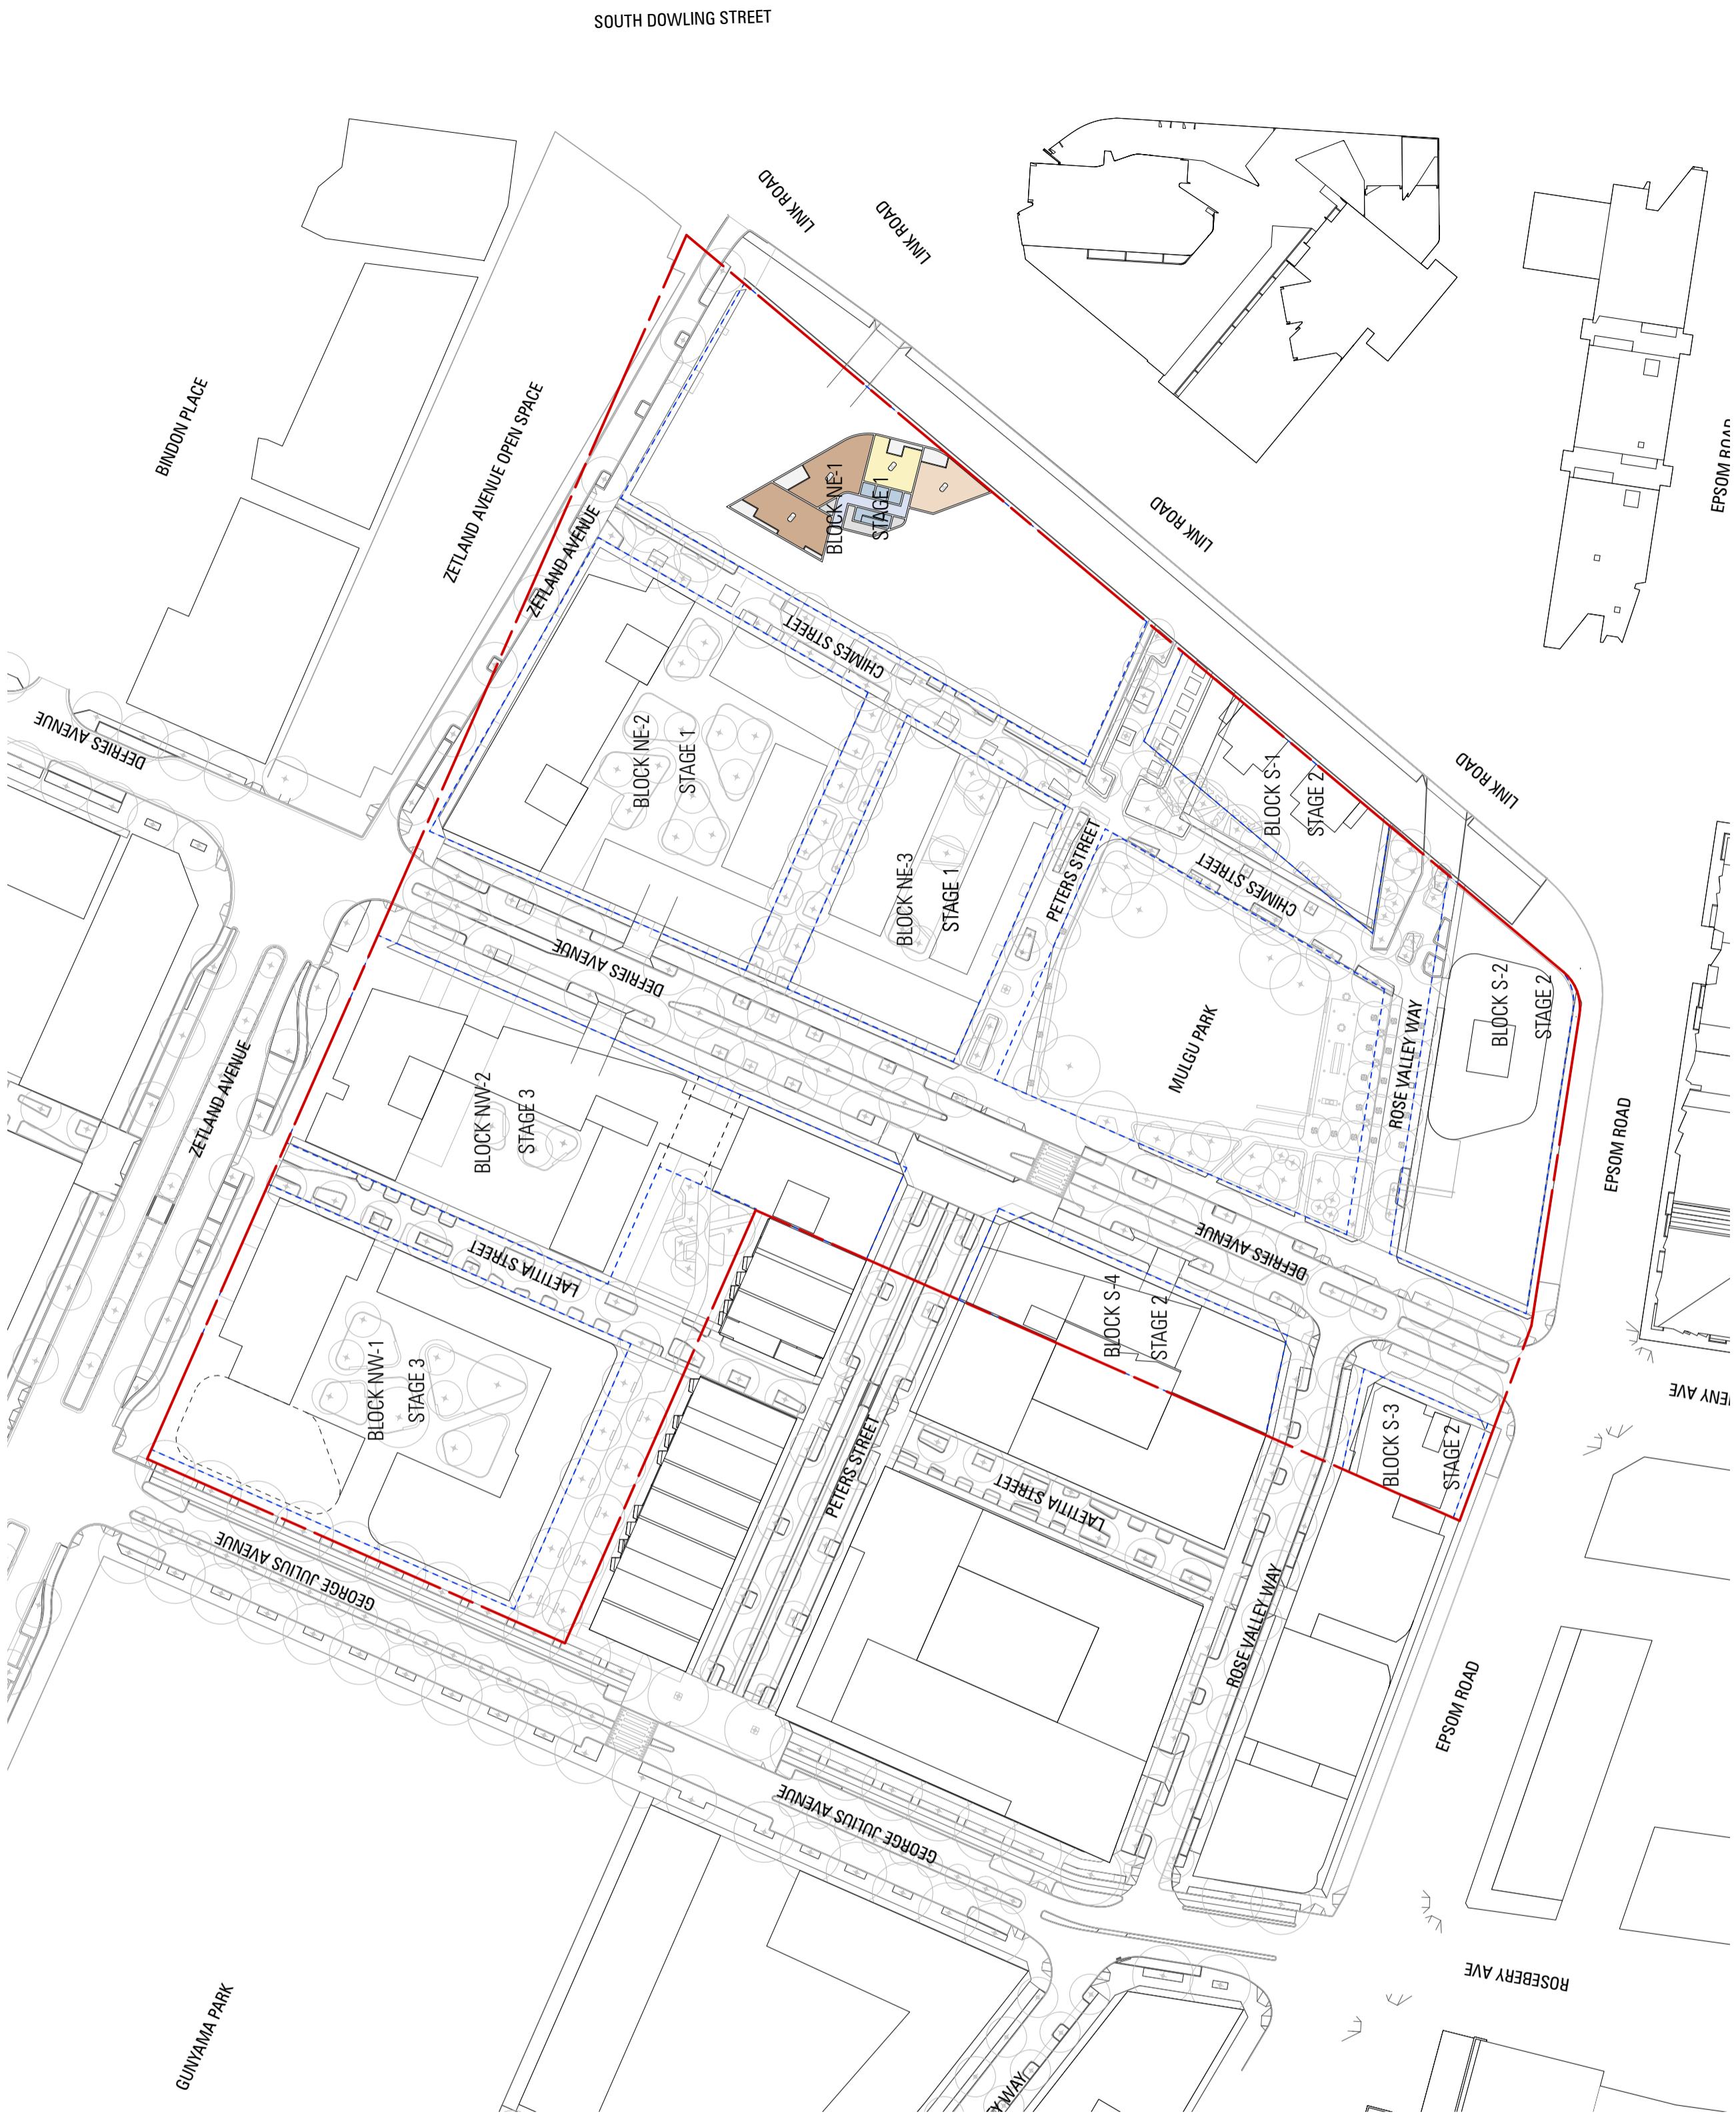 SOUTH DOWLING STREET
LINK ROAD
LINK ROAD
BINDON PLACE
ZETLAND AVENUE OPEN SPACE
EPSOM ROAD
BLOCK NE-1
STAGE 1
LINK ROAD
ZETLAND AVENUE
CHIMES STREET
DEFRIES AVENUE
BLOCK NE-2
STAGE 1
LINK ROAD
BLOCK S-1
STAGE 2
PETERS STREET
CHIMES STREET
BLOCK NE-3
STAGE 1
DEFRIES AVENUE
BLOCK S-2
STAGE 2
MULGU PARK
ROSE VALLEY WAY
ZETLAND AVENUE
BLOCK NW-2
STAGE 3
EPSOM ROAD
LAETITIA STREET
DEFRIES AVENUE
BLOCK S-4
STAGE 2
BLOCK NW-1
STAGE 3
ENY AVE
BLOCK S-3
STAGE 2
PETERS STREET
LAETITIA STREET
GEORGE JULIUS AVENUE
ROSE VALLEY WAY
EPSOM ROAD
GEORGE JULIUS AVENUE
ROSEBERY AVE
GUNYAMA PARK
Y WAY